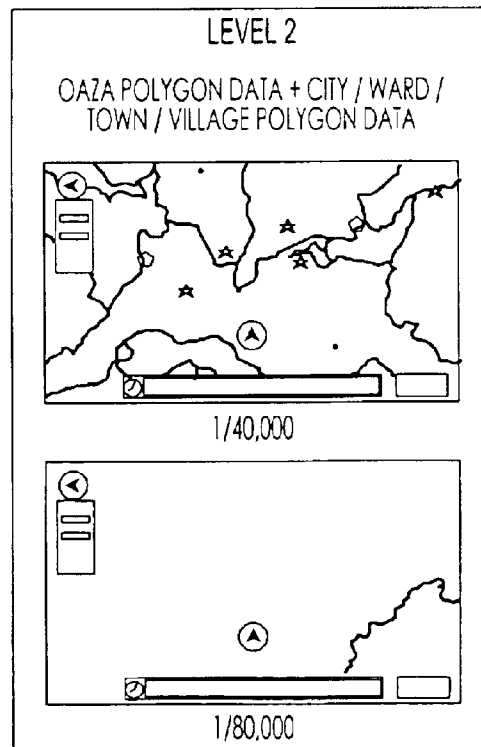 LEVEL 2
OAZA POLYGON DATA + CITY / WARD /
TOWN / VILLAGE POLYGON DATA
1/40,000
1/80,000